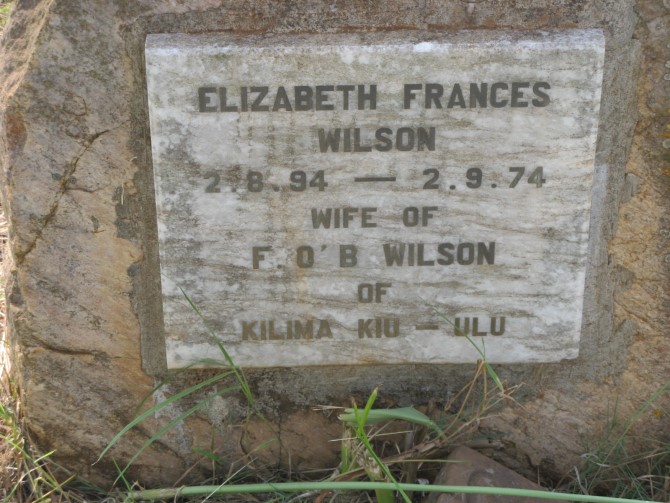 ELIZABETH FRANCES
WILSON
2.8.94 — 2.9.74
WIFE OF
F. O'B WILSON
OF
KILIMA KIU — ULU